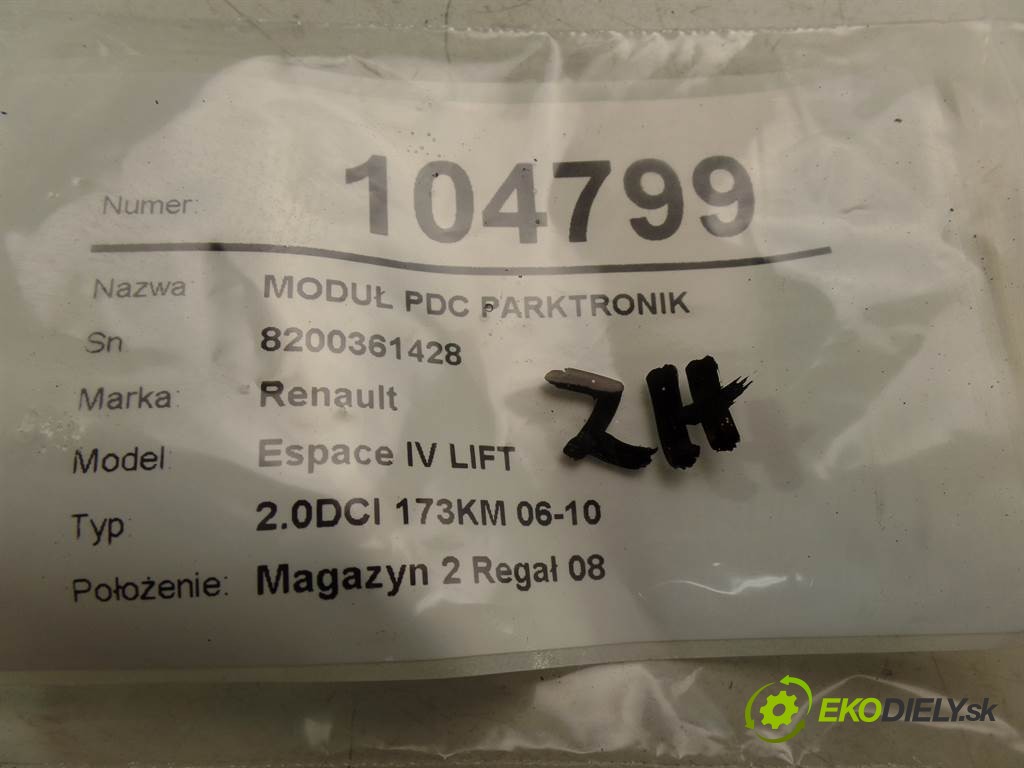 Numer: 104799
Nazwa MODUŁ PDC PARKTRONIK
Sn 8200361428
Marka: Renault
Model Espace IV LIFT
ZH
Typ: 2.0DCI 173KM 06-10
Położenie: Magazyn 2 Regał 08
EKODIELY.sk